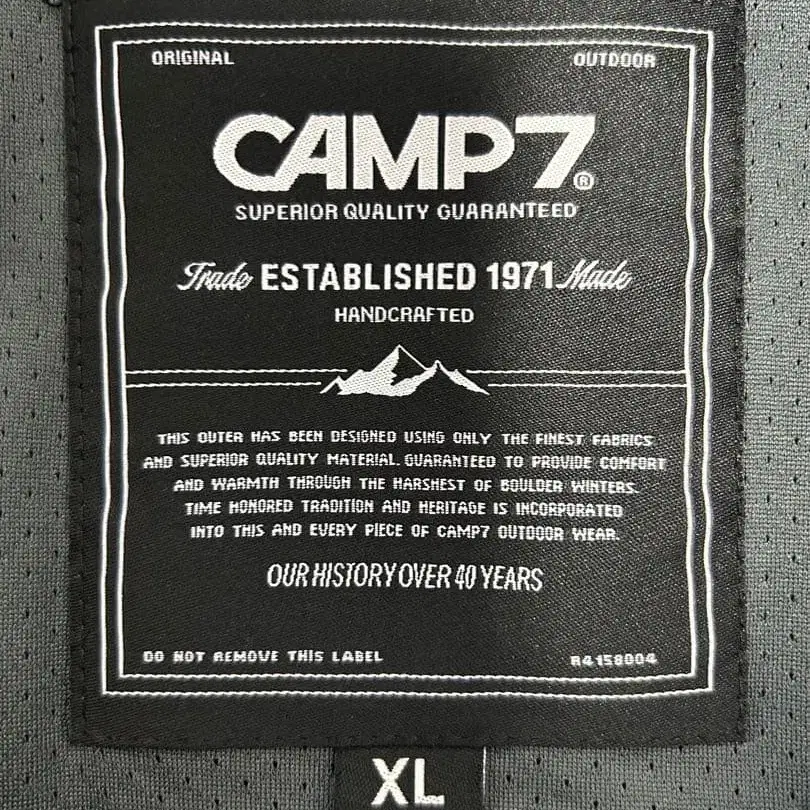 ORIGINAL OUTDOOR
CAMP7®
SUPERIOR QUALITY GUARANTEED
Trade ESTABLISHED 1971 Made
HANDCRAFTED
THIS OUTER HAS BEEN DESIGNED USING ONLY THE FINEST FABRICS
AND SUPERIOR QUALITY MATERIAL. GUARANTEED TO PROVIDE COMFORT
AND WARMTH THROUGH THE HARSHEST OF BOULDER WINTERS.
TIME HONORED TRADITION AND HERITAGE IS INCORPORATED
INTO THIS AND EVERY PIECE OF CAMP7 OUTDOOR WEAR.
OUR HISTORY OVER 40 YEARS
DO NOT REMOVE THIS LABEL R4158004
XL